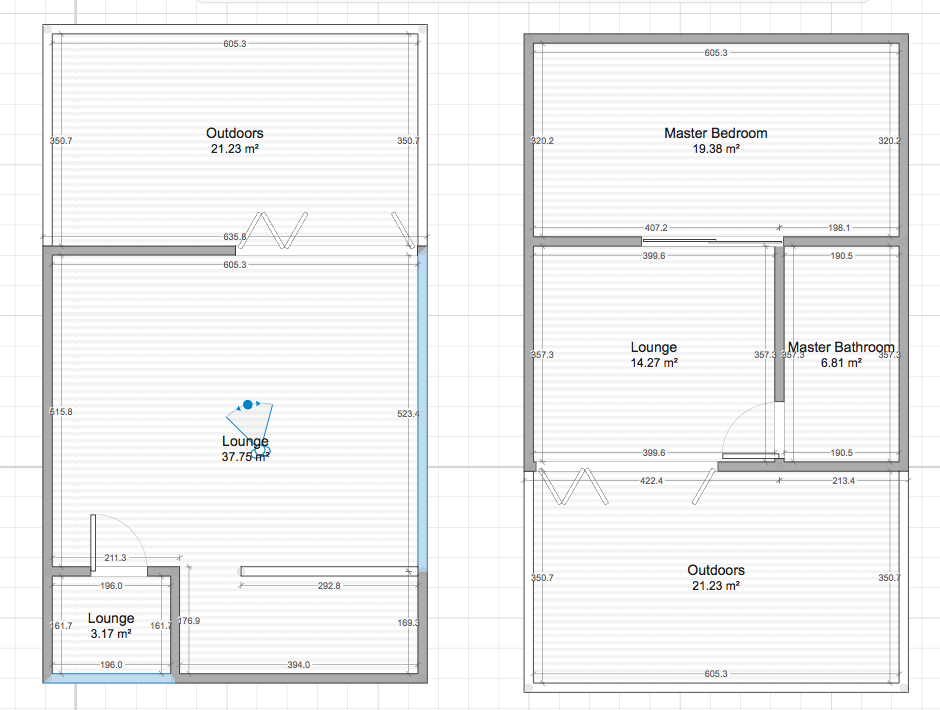 605.3
350.7
350.7
Outdoors
21.23 m²
635.8
605.3
515.8
523.4
Lounge
37.75 m²
211.3
196.0
292.8
Lounge
3.17 m²
161.7
161.7
176.9
169.3
196.0
394.0
605.3
320.2
320.2
Master Bedroom
19.38 m²
407.2
198.1
399.6
190.5
Lounge
14.27 m²
Master Bathroom
6.81 m²
357.3
357.3
357.3
357.3
399.6
190.5
422.4
213.4
Outdoors
21.23 m²
350.7
350.7
605.3